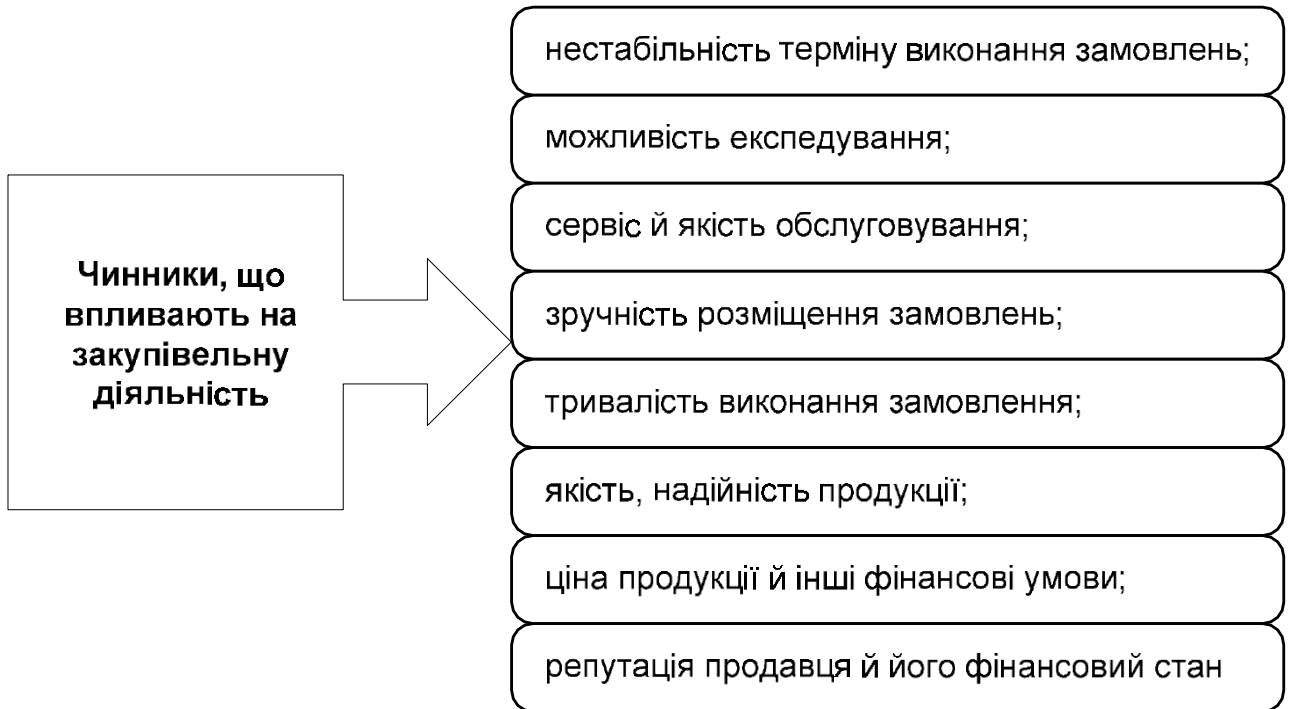 Чинники, що
впливають на
закупівельну
діяльність
нестабільність терміну виконання замовлень;
можливість експедування;
сервіс й якість обслуговування;
зручність розміщення замовлень;
тривалість виконання замовлення;
якість, надійність продукції;
ціна продукції й інші фінансові умови;
репутація продавця й його фінансовий стан